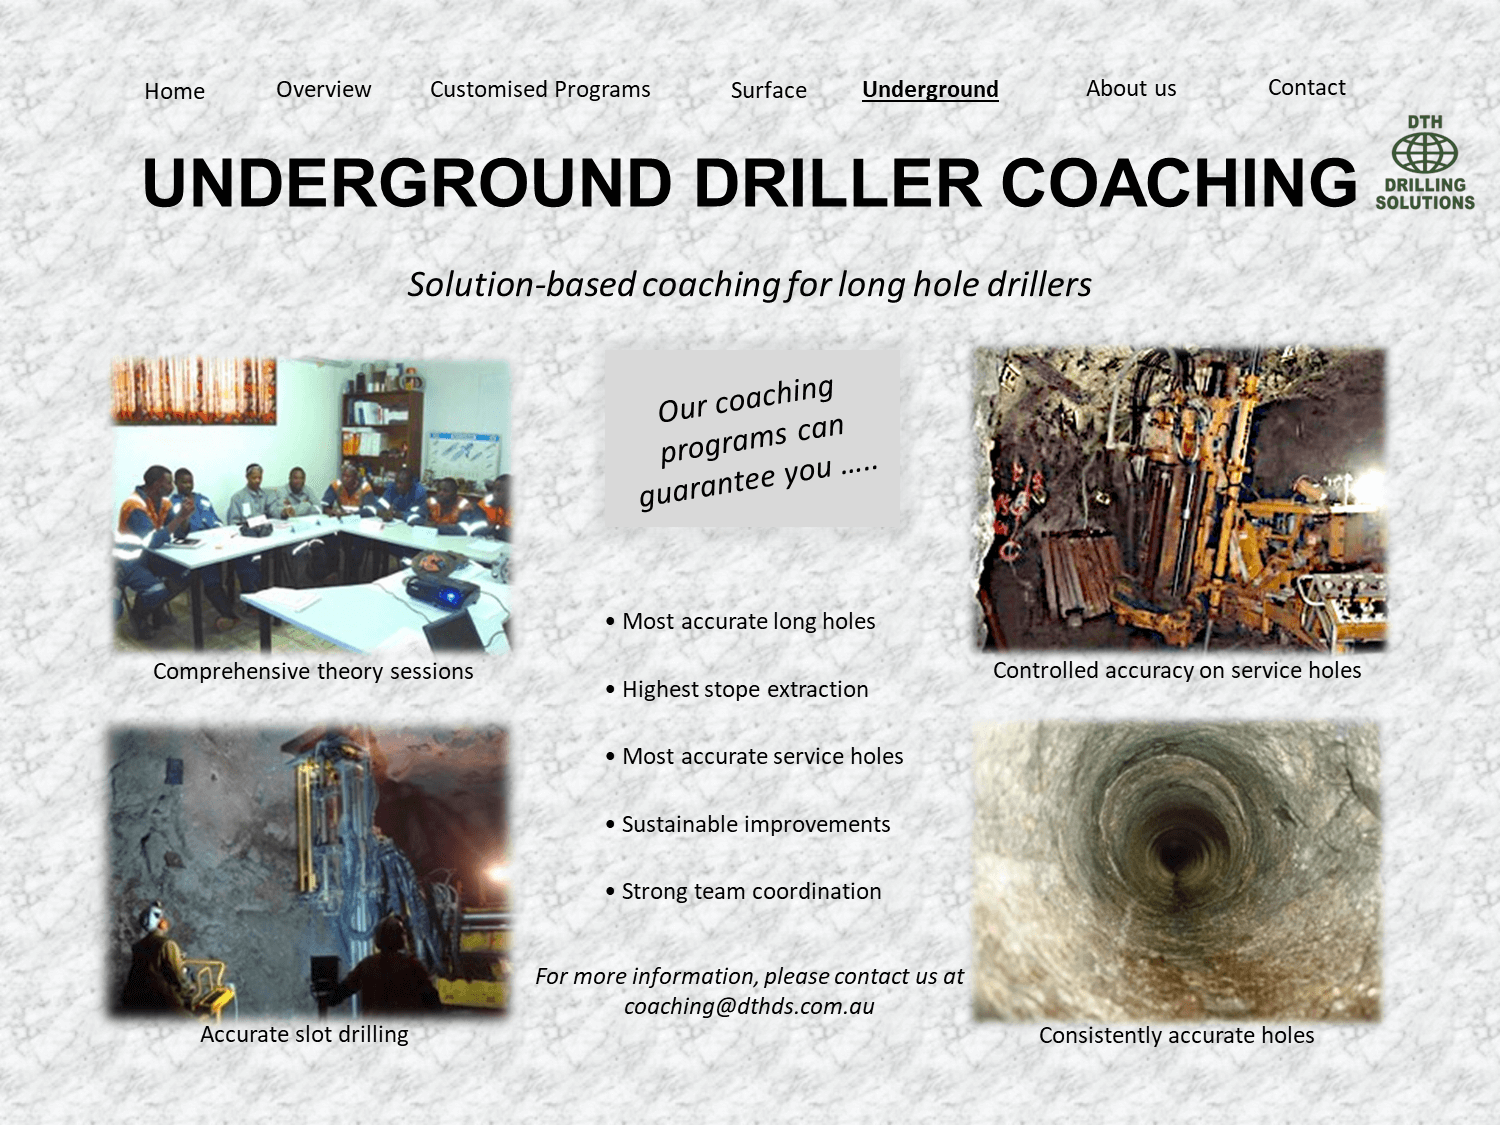 Home Overview Customised Programs Surface Underground About us Contact
DTH
DRILLING
SOLUTIONS
UNDERGROUND DRILLER COACHING
Solution-based coaching for long hole drillers
Our coaching
programs can
guarantee you .....
Comprehensive theory sessions
Controlled accuracy on service holes
• Most accurate long holes
• Highest stope extraction
• Most accurate service holes
• Sustainable improvements
• Strong team coordination
For more information, please contact us at
coaching@dthds.com.au
Accurate slot drilling
Consistently accurate holes